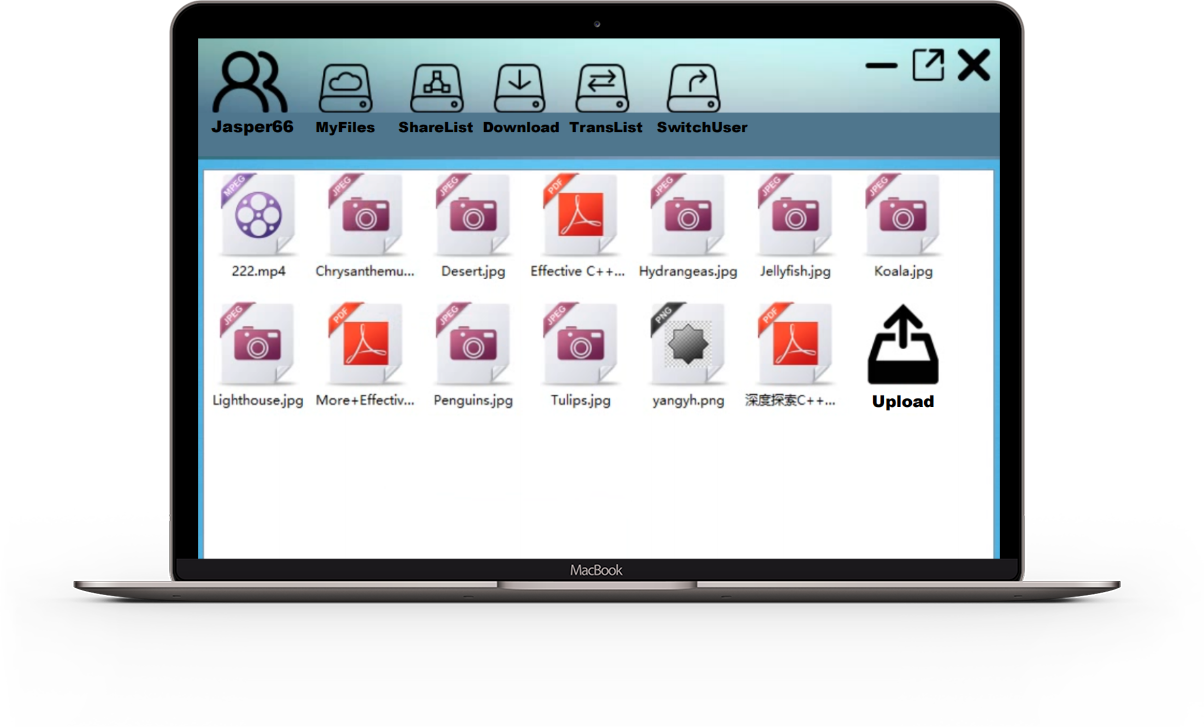 Jasper66
MyFiles
ShareList
Download
TransList
SwitchUser
MPEG
JPEG
JPEG
PDF
JPEG
JPEG
JPEG
222.mp4
Chrysanthemu...
Desert.jpg
Effective C++...
Hydrangeas.jpg
Jellyfish.jpg
Koala.jpg
JPEG
PDF
JPEG
JPEG
PNG
PDF
Lighthouse.jpg
More+Effectiv...
Penguins.jpg
Tulips.jpg
yangyh.png
深度探索C++...
Upload
MacBook